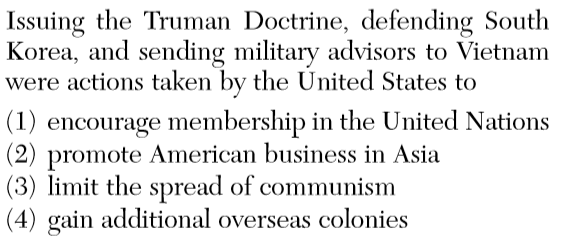 Issuing the Truman Doctrine, defending South
Korea, and sending military advisors to Vietnam
were actions taken by the United States to
(1) encourage membership in the United Nations
(2) promote American business in Asia
(3) limit the spread of communism
(4) gain additional overseas colonies